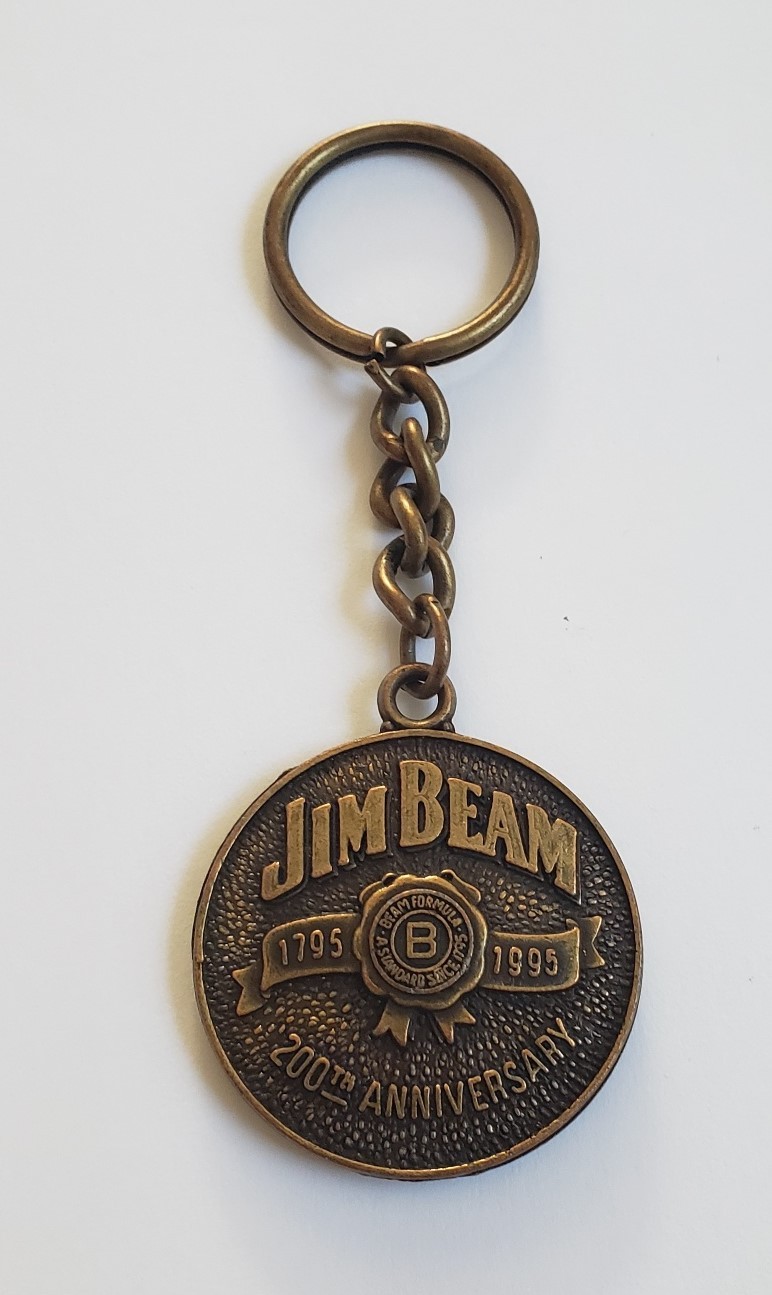 JIM BEAM
BEAM FORMULA
B
A STANDARD SINCE 1795
1795
1995
200TH ANNIVERSARY